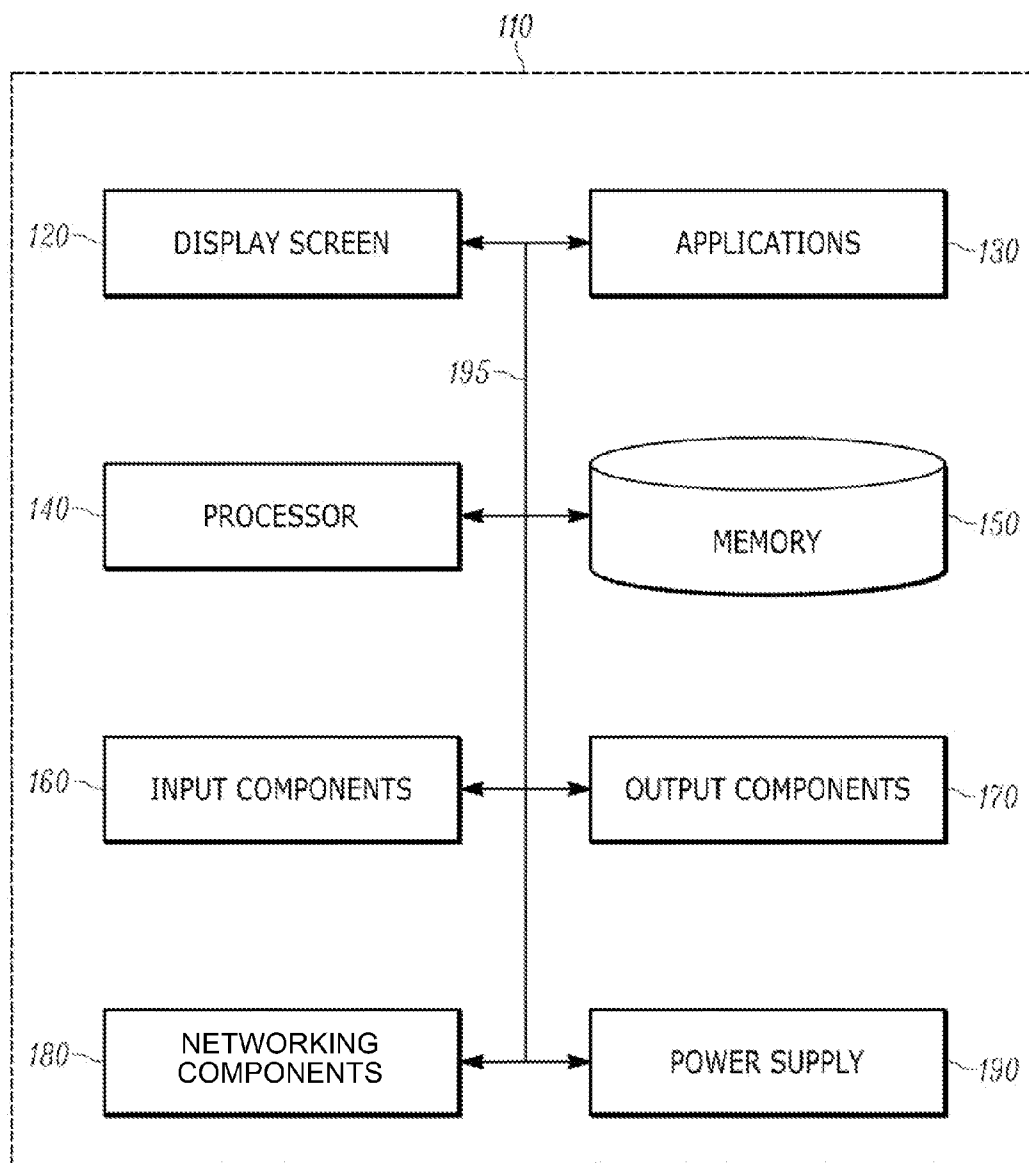 110
120 DISPLAY SCREEN APPLICATIONS 130
195
140 PROCESSOR MEMORY 150
160 INPUT COMPONENTS OUTPUT COMPONENTS 170
180 NETWORKING
COMPONENTS POWER SUPPLY 190